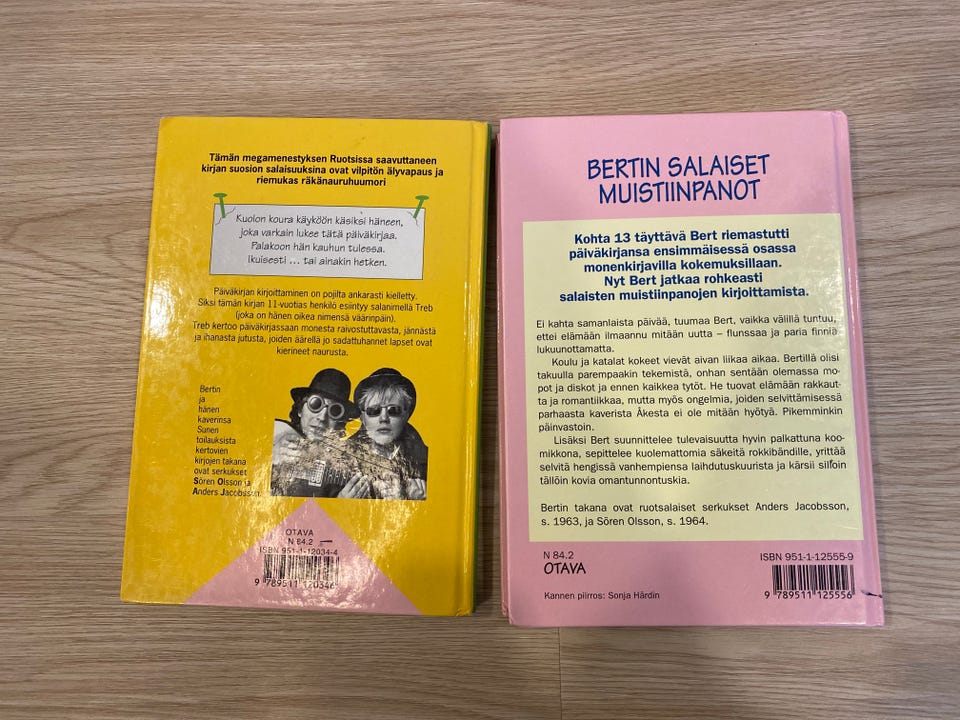 Tämän megamenestyksen Ruotsissa saavuttaneen
kirjan suosion salaisuuksina ovat vilpitön älyvapaus ja
riemukas räkänauruhuumori
Kuolon koura käyköön käsiksi häneen,
joka varkain lukee tätä päiväkirjaa.
Palakoon hän kauhun tulessa.
Ikuisesti ... tai ainakin hetken.
Päiväkirjan kirjoittaminen on pojilta ankarasti kielletty.
Siksi tämän kirjan 11-vuotias henkilö esiintyy salanimellä Treb
(joka on hänen oikea nimensä väärinpäin).
Treb kertoo päiväkirjassaan monesta raivostuttavasta, jännästä
ja ihanasta jutusta, joiden äärellä jo sadattuhannet lapset ovat
kierineet naurusta.
Bertin
ja
hänen
kaverinsa
Sunen
toilauksista
kertovien
kirjojen takana
ovat serkukset
Sören Olsson ja
Anders Jacobsson.
OTAVA
N 84.2
ISBN 951-1-12034-4
9 789511 120346
BERTIN SALAISET
MUISTIINPANOT
Kohta 13 täyttävä Bert riemastutti
päiväkirjansa ensimmäisessä osassa
monenkirjavilla kokemuksillaan.
Nyt Bert jatkaa rohkeasti
salaisten muistiinpanojen kirjoittamista.
Ei kahta samanlaista päivää, tuumaa Bert, vaikka välillä tuntuu,
ettei elämään ilmaannu mitään uutta – flunssaa ja paria finniä
lukuunottamatta.
Koulu ja katalat kokeet vievät aivan liikaa aikaa. Bertillä olisi
takuulla parempaakin tekemistä, onhan sentään olemassa mo-
pot ja diskot ja ennen kaikkea tytöt. He tuovat elämään rakkaut-
ta ja romantiikkaa, mutta myös ongelmia, joiden selvittämisessä
parhaasta kaverista Åkesta ei ole mitään hyötyä. Pikemminkin
päinvastoin.
Lisäksi Bert suunnittelee tulevaisuutta hyvin palkattuna koo-
mikkona, sepittelee kuolemattomia säkeitä rokkibändille, yrittää
selvitä hengissä vanhempiensa laihdutuskuurista ja kärsii silloin
tällöin kovia omantunnontuskia.
Bertin takana ovat ruotsalaiset serkukset Anders Jacobsson,
s. 1963, ja Sören Olsson, s. 1964.
N 84.2
OTAVA
ISBN 951-1-12555-9
9 789511 125556
Kannen piirros: Sonja Härdin